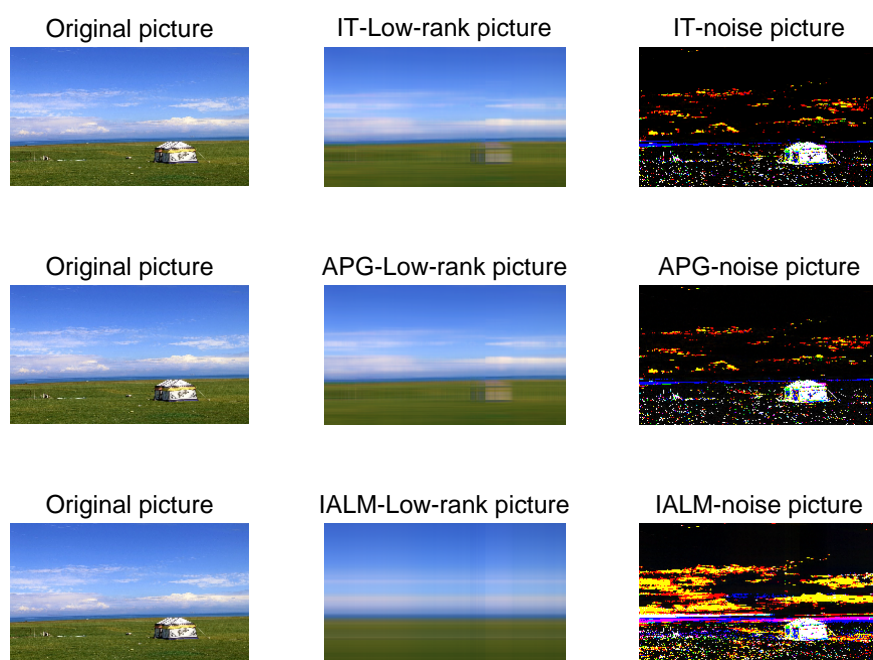 Original picture
IT-Low-rank picture
IT-noise picture
Original picture
APG-Low-rank picture
APG-noise picture
Original picture
IALM-Low-rank picture
IALM-noise picture